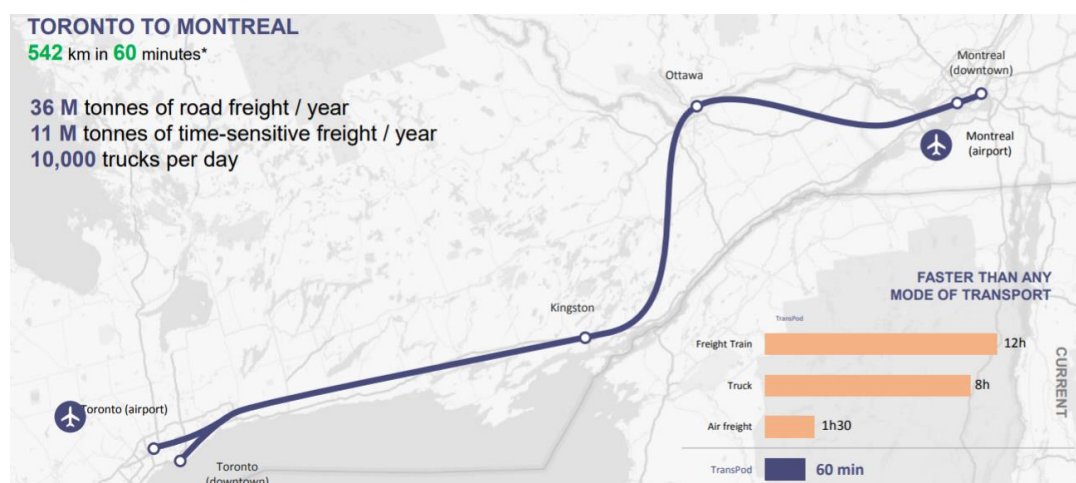 TORONTO TO MONTREAL
542 km in 60 minutes*
36 M tonnes of road freight / year
11 M tonnes of time-sensitive freight / year
10,000 trucks per day
Montreal
(downtown)
Ottawa
Montreal
(airport)
Kingston
Toronto (airport)
Toronto
(downtown)
FASTER THAN ANY
MODE OF TRANSPORT
TransPod
Freight Train 12h
Truck 8h
Air freight 1h30
TransPod 60 min
CURRENT